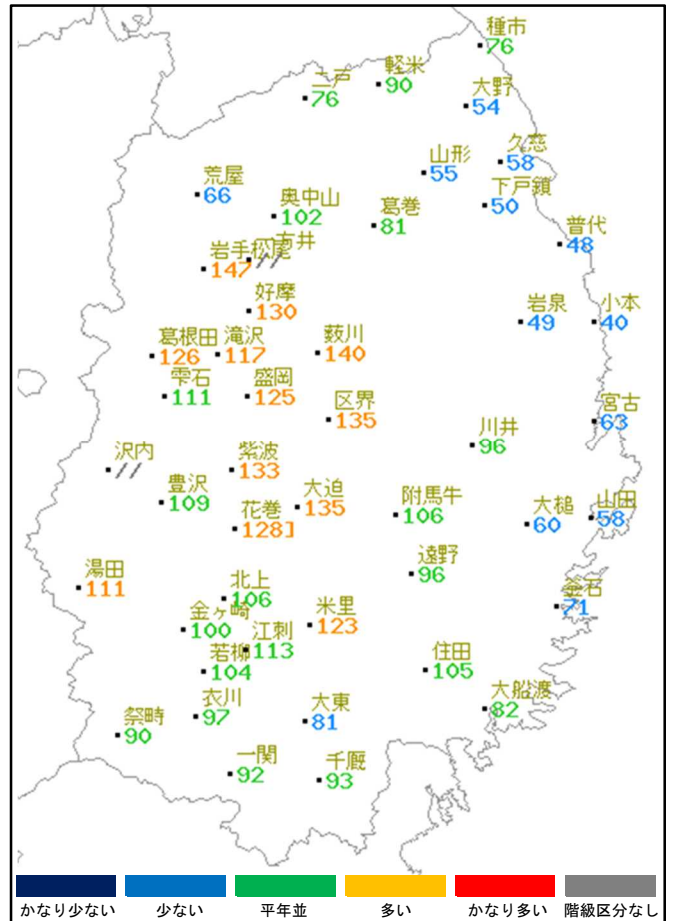 種市
76
軽米
90
二戸
76
大野
54
久慈
58
山形
55
下戸鎖
50
荒屋
66
奥中山
102
葛巻
81
普代
48
岩手松尾
147
一方井
//
好摩
130
岩泉
49
小本
40
葛根田
126
滝沢
117
薮川
140
雫石
111
盛岡
125
区界
135
宮古
63
川井
96
沢内
//
紫波
133
豊沢
109
花巻
128]
大迫
135
附馬牛
106
大槌
60
山田
58
遠野
96
湯田
111
北上
106
釜石
71
金ヶ崎
100
米里
123
江刺
113
若柳
104
住田
105
衣川
97
大東
81
大船渡
82
祭畤
90
一関
92
千厩
93
かなり少ない 少ない 平年並 多い かなり多い 階級区分なし